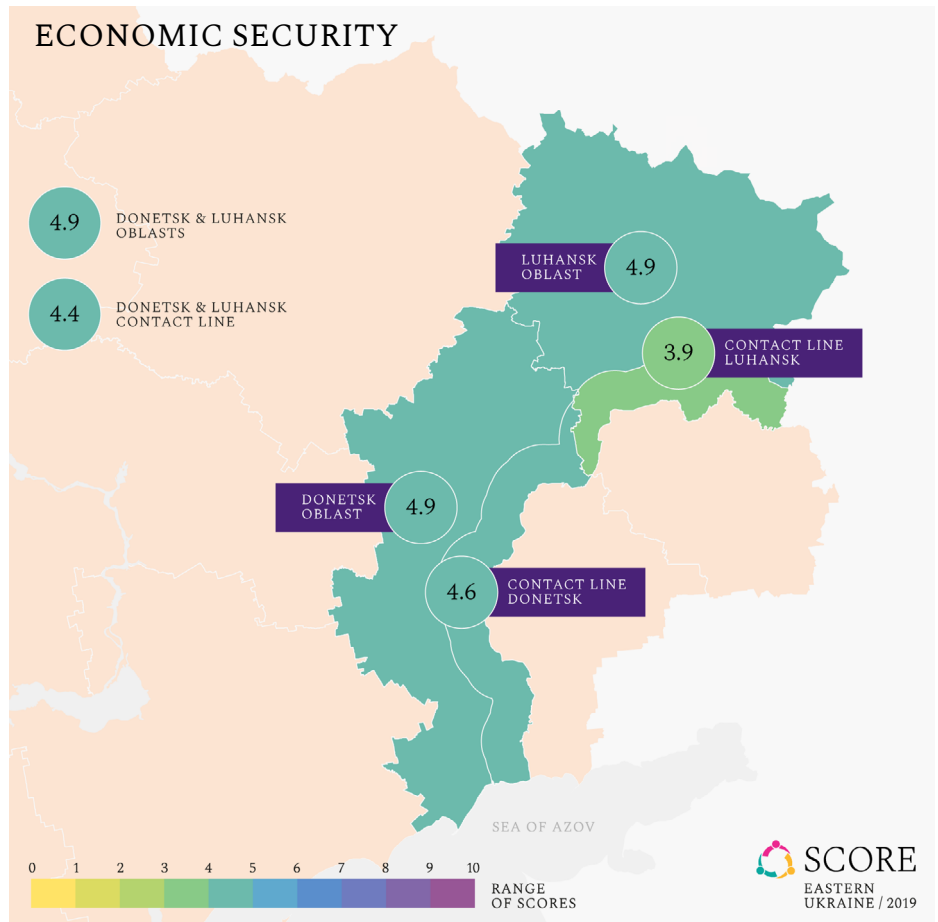 ECONOMIC SECURITY
4.9
DONETSK & LUHANSK
OBLASTS
4.4
DONETSK & LUHANSK
CONTACT LINE
LUHANSK
OBLAST
4.9
3.9
CONTACT LINE
LUHANSK
DONETSK
OBLAST
4.9
4.6
CONTACT LINE
DONETSK
SEA OF AZOV
0 1 2 3 4 5 6 7 8 9 10
RANGE
OF SCORES
SCORE
EASTERN
UKRAINE / 2019